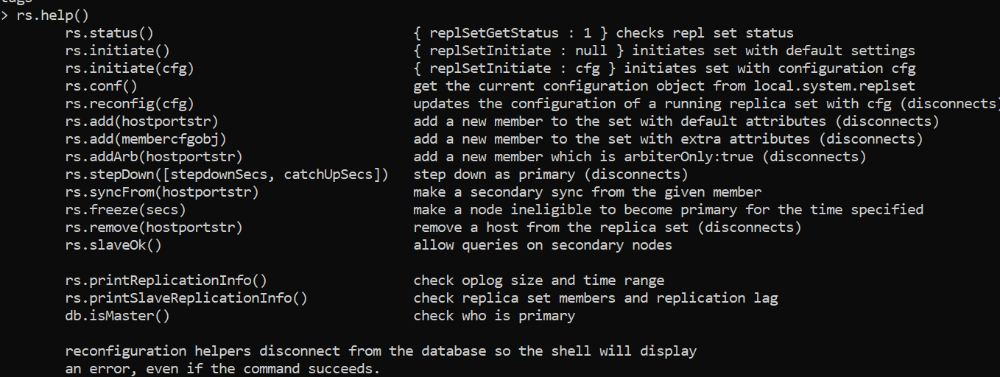 > rs.help()
rs.status() { replSetGetStatus : 1 } checks repl set status
rs.initiate() { replSetInitiate : null } initiates set with default settings
rs.initiate(cfg) { replSetInitiate : cfg } initiates set with configuration cfg
rs.conf() get the current configuration object from local.system.replset
rs.reconfig(cfg) updates the configuration of a running replica set with cfg (disconnects)
rs.add(hostportstr) add a new member to the set with default attributes (disconnects)
rs.add(membercfgobj) add a new member to the set with extra attributes (disconnects)
rs.addArb(hostportstr) add a new member which is arbiterOnly:true (disconnects)
rs.stepDown([stepdownSecs, catchUpSecs]) step down as primary (disconnects)
rs.syncFrom(hostportstr) make a secondary sync from the given member
rs.freeze(secs) make a node ineligible to become primary for the time specified
rs.remove(hostportstr) remove a host from the replica set (disconnects)
rs.slaveOk() allow queries on secondary nodes
rs.printReplicationInfo() check oplog size and time range
rs.printSlaveReplicationInfo() check replica set members and replication lag
db.isMaster() check who is primary
reconfiguration helpers disconnect from the database so the shell will display
an error, even if the command succeeds.